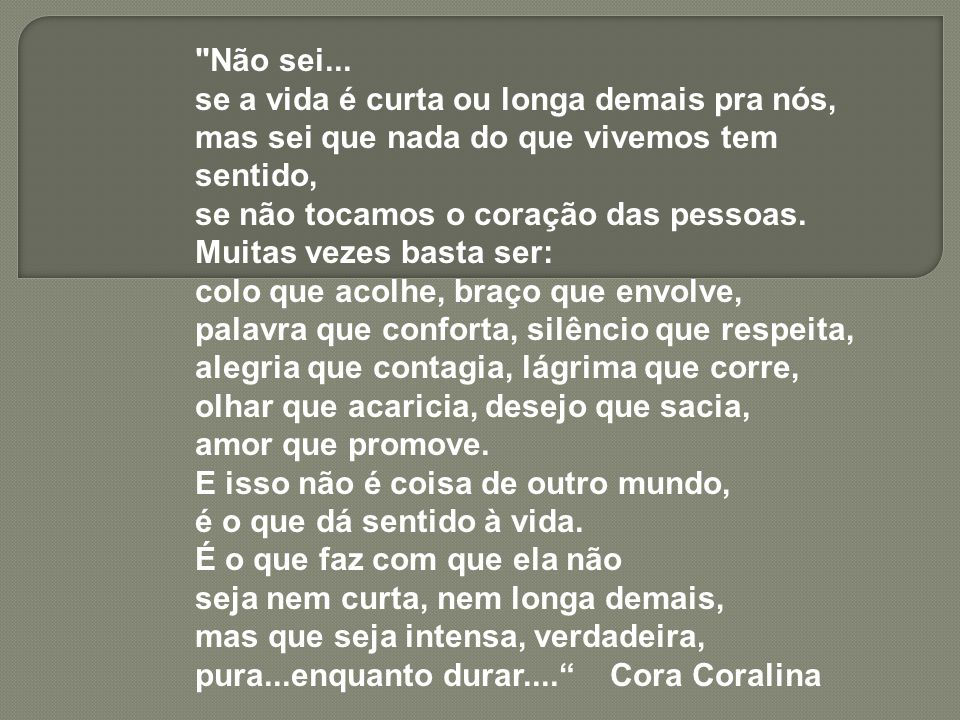 "Não sei...
se a vida é curta ou longa demais pra nós,
mas sei que nada do que vivemos tem
sentido,
se não tocamos o coração das pessoas.
Muitas vezes basta ser:
colo que acolhe, braço que envolve,
palavra que conforta, silêncio que respeita,
alegria que contagia, lágrima que corre,
olhar que acaricia, desejo que sacia,
amor que promove.
E isso não é coisa de outro mundo,
é o que dá sentido à vida.
É o que faz com que ela não
seja nem curta, nem longa demais,
mas que seja intensa, verdadeira,
pura...enquanto durar....“ Cora Coralina